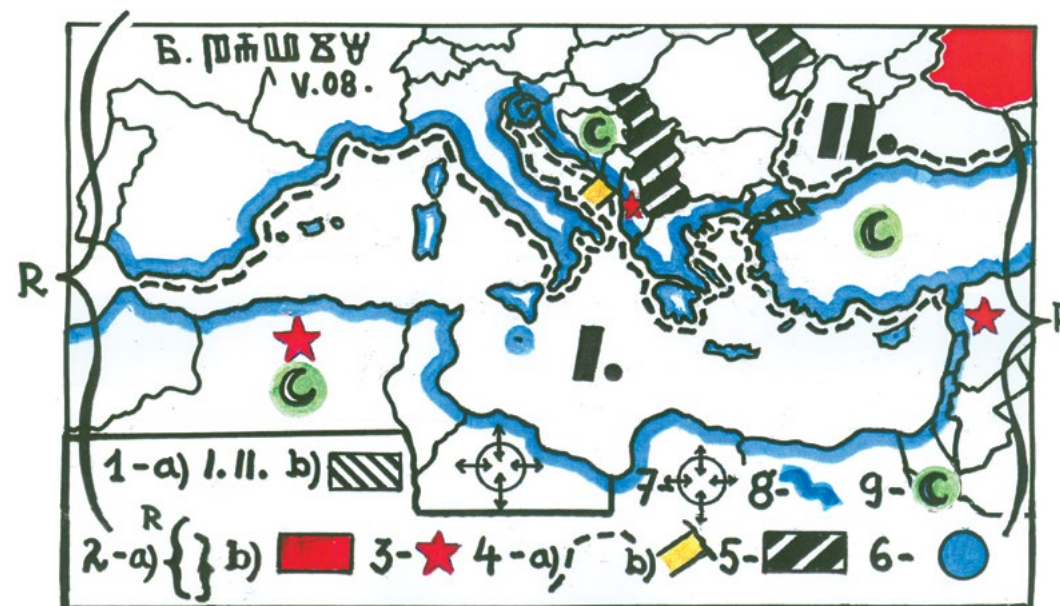 Б.
V.08.
II.
R
I.
1-a) I.II. b) 7- 8- 9-
R
2-a) { } b) 3- 4-a) b) 5- 6-